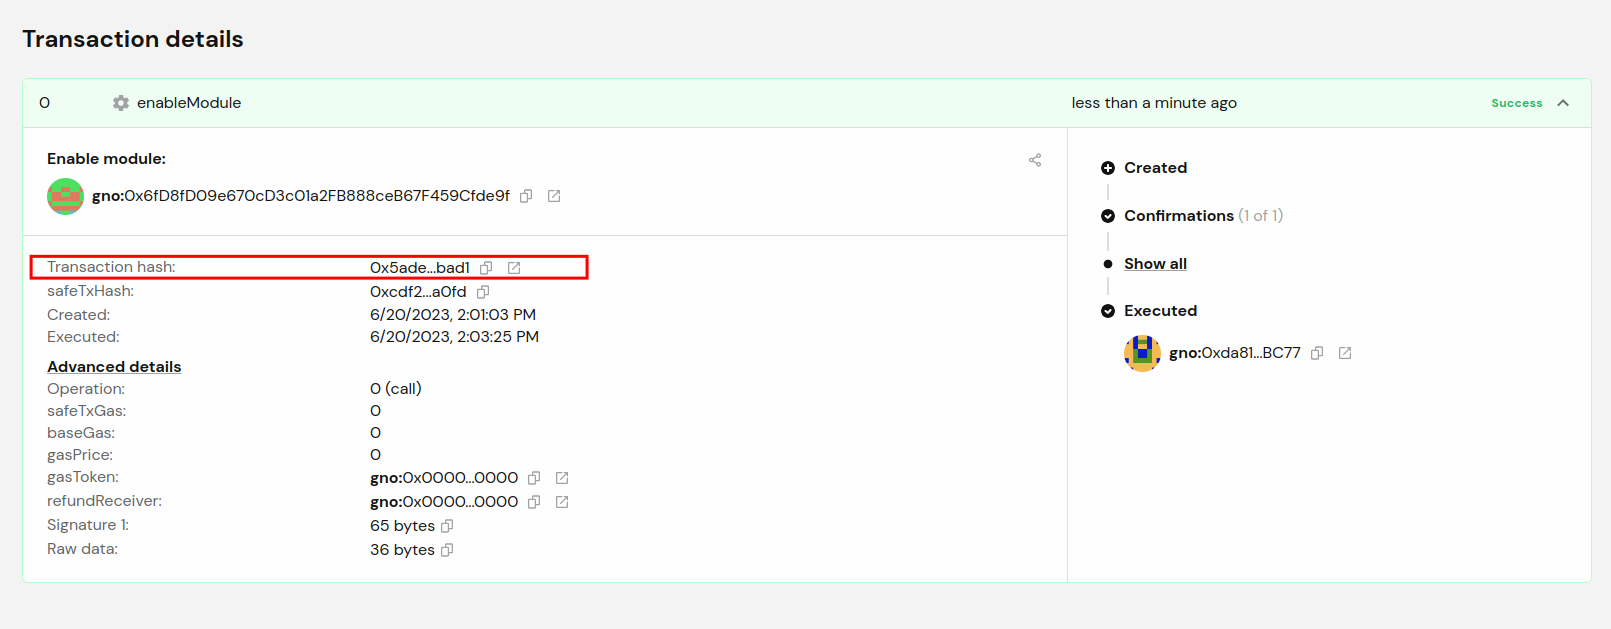 Transaction details
0 enableModule less than a minute ago Success
Enable module:
gno:0x6fD8fD09e670cD3c01a2FB888ceB67F459Cfde9f
Transaction hash: 0x5ade...bad1
safeTxHash: 0xcdf2...a0fd
Created: 6/20/2023, 2:01:03 PM
Executed: 6/20/2023, 2:03:25 PM
Advanced details
Operation: 0 (call)
safeTxGas: 0
baseGas: 0
gasPrice: 0
gasToken: gno:0x0000...0000
refundReceiver: gno:0x0000...0000
Signature 1: 65 bytes
Raw data: 36 bytes
Created
Confirmations (1 of 1)
Show all
Executed
gno:0xda81...BC77